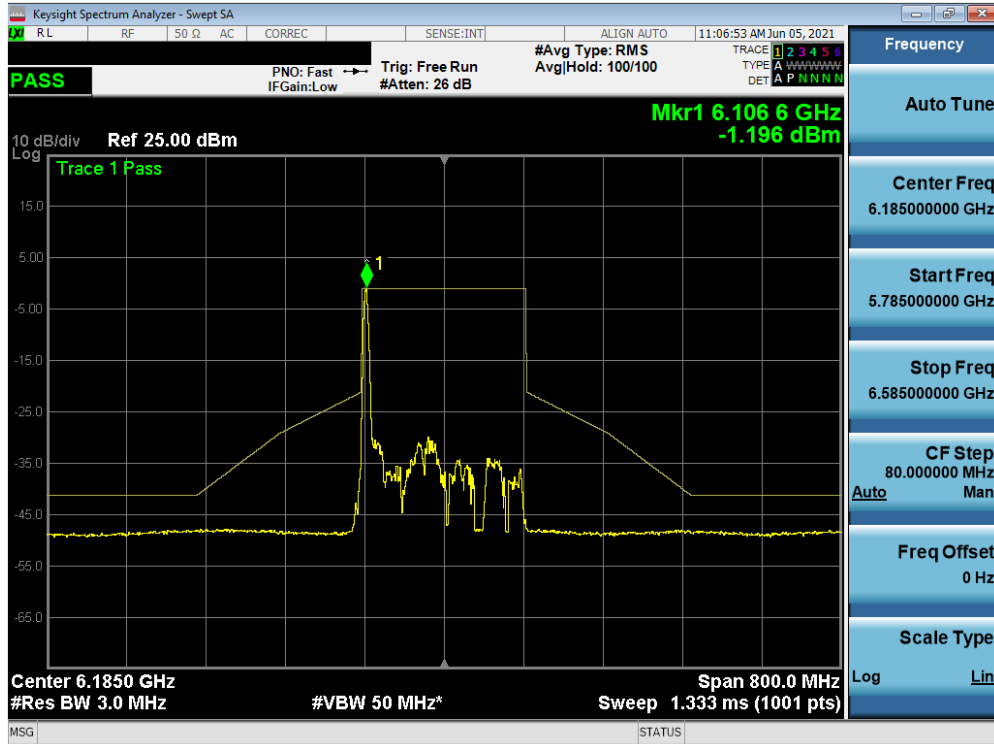 Keysight Spectrum Analyzer - Swept SA
LXI RL RF 50 Ω AC CORREC SENSE:INT ALIGN AUTO 11:06:53 AM Jun 05, 2021
PASS
PNO: Fast
IFGain:Low
Trig: Free Run
#Atten: 26 dB
#Avg Type: RMS
Avg|Hold: 100/100
TRACE 1 2 3 4 5 6
TYPE A WWWWW
DET A P N N N N
Mkr1 6.106 6 GHz
-1.196 dBm
10 dB/div Ref 25.00 dBm
Log
Trace 1 Pass
15.0
5.00
-5.00
-15.0
-25.0
-35.0
-45.0
-55.0
-65.0
1
Center 6.1850 GHz Span 800.0 MHz
#Res BW 3.0 MHz #VBW 50 MHz* Sweep 1.333 ms (1001 pts)
MSG STATUS
Frequency
Auto Tune
Center Freq
6.185000000 GHz
Start Freq
5.785000000 GHz
Stop Freq
6.585000000 GHz
CF Step
80.000000 MHz
Auto Man
Freq Offset
0 Hz
Scale Type
Log Lin